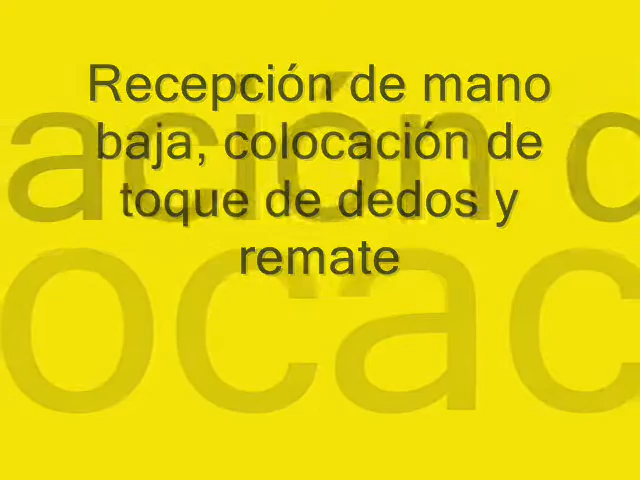 Recepción de mano
baja, colocación de
toque de dedos y
remate